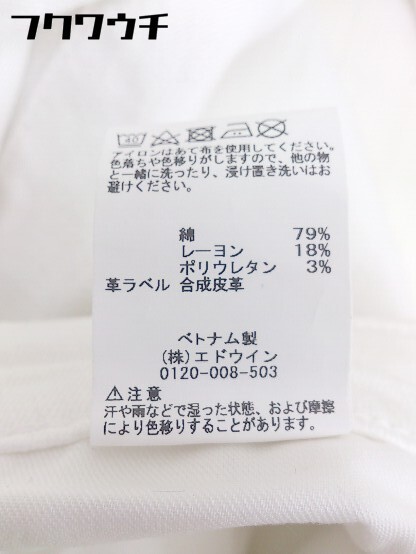 フクワウチ
40
アイロンはあて布を使用してください。
色落ちや色移りがしますので、他の物
と一緒に洗ったり、浸け置き洗いはお
避けください。
綿 79%
レーヨン 18%
ポリウレタン 3%
革ラベル 合成皮革
ベトナム製
(株)エドウイン
0120-008-503
⚠注意
汗や雨などで湿った状態、および摩擦
により色移りすることがあります。